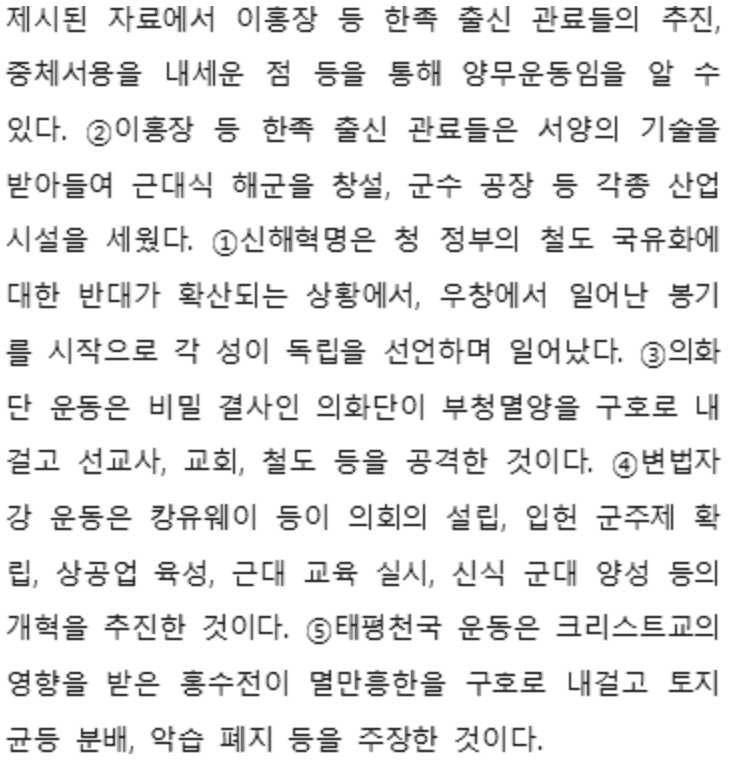 제시된 자료에서 이홍장 등 한족 출신 관료들의 추진,
중체서용을 내세운 점 등을 통해 양무운동임을 알 수
있다. ②이홍장 등 한족 출신 관료들은 서양의 기술을
받아들여 근대식 해군을 창설, 군수 공장 등 각종 산업
시설을 세웠다. ①신해혁명은 청 정부의 철도 국유화에
대한 반대가 확산되는 상황에서, 우창에서 일어난 봉기
를 시작으로 각 성이 독립을 선언하며 일어났다. ③의화
단 운동은 비밀 결사인 의화단이 부청멸양을 구호로 내
걸고 선교사, 교회, 철도 등을 공격한 것이다. ④변법자
강 운동은 캉유웨이 등이 의회의 설립, 입헌 군주제 확
립, 상공업 육성, 근대 교육 실시, 신식 군대 양성 등의
개혁을 추진한 것이다. ⑤태평천국 운동은 크리스트교의
영향을 받은 홍수전이 멸만흥한을 구호로 내걸고 토지
균등 분배, 악습 폐지 등을 주장한 것이다.